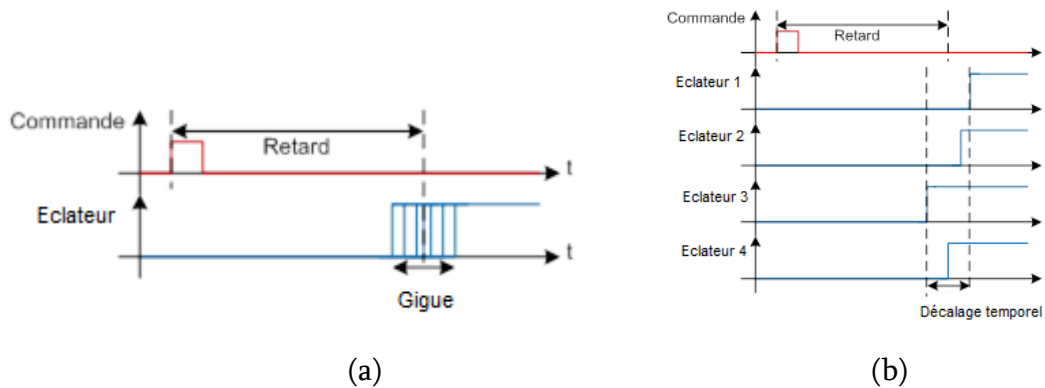 Commande
Retard
t
Eclateur
t
Gigue
(a)
Commande
Retard
Eclateur 1
Eclateur 2
Eclateur 3
Eclateur 4
Décalage temporel
(b)